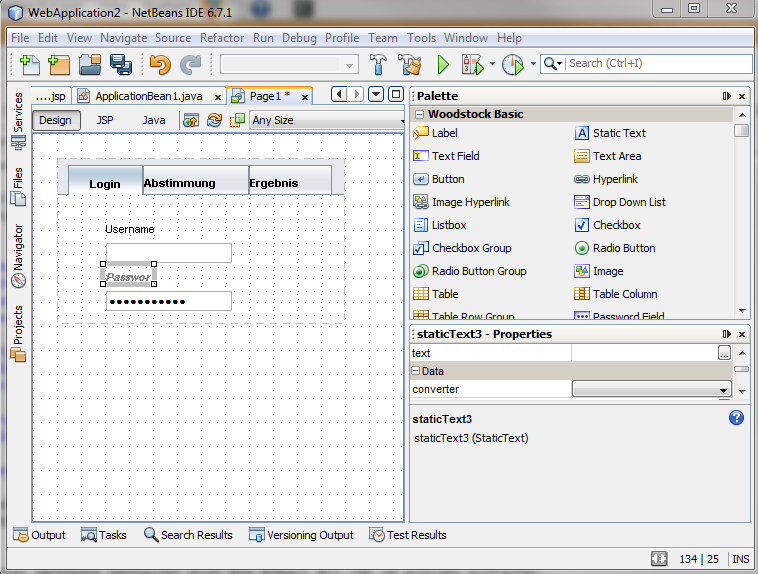 WebApplication2 - NetBeans IDE 6.7.1
File Edit View Navigate Source Refactor Run Debug Profile Team Tools Window Help
Search (Ctrl+I)
Services
Files
Navigator
Projects
....jsp ApplicationBean1.java x Page1 * x
Design JSP Java Any Size
Login Abstimmung Ergebnis
Username
Passwor
Palette
Woodstock Basic
Label Static Text
Text Field Text Area
Button Hyperlink
Image Hyperlink Drop Down List
Listbox Checkbox
Checkbox Group Radio Button
Radio Button Group Image
Table Table Column
Table Row Group Password Field
staticText3 - Properties
text ...
Data
converter
staticText3
staticText3 (StaticText)
Output Tasks Search Results Versioning Output Test Results
134 | 25 INS